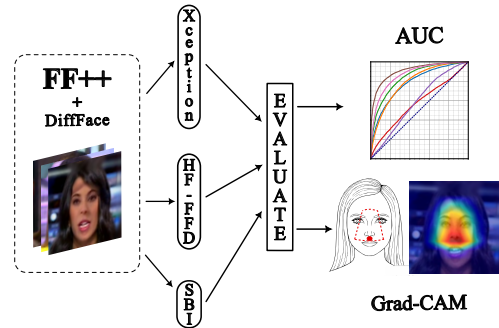 FF++
+
DiffFace
Xception
HF FFD
SBI
EVALUATE
AUC
Grad-CAM